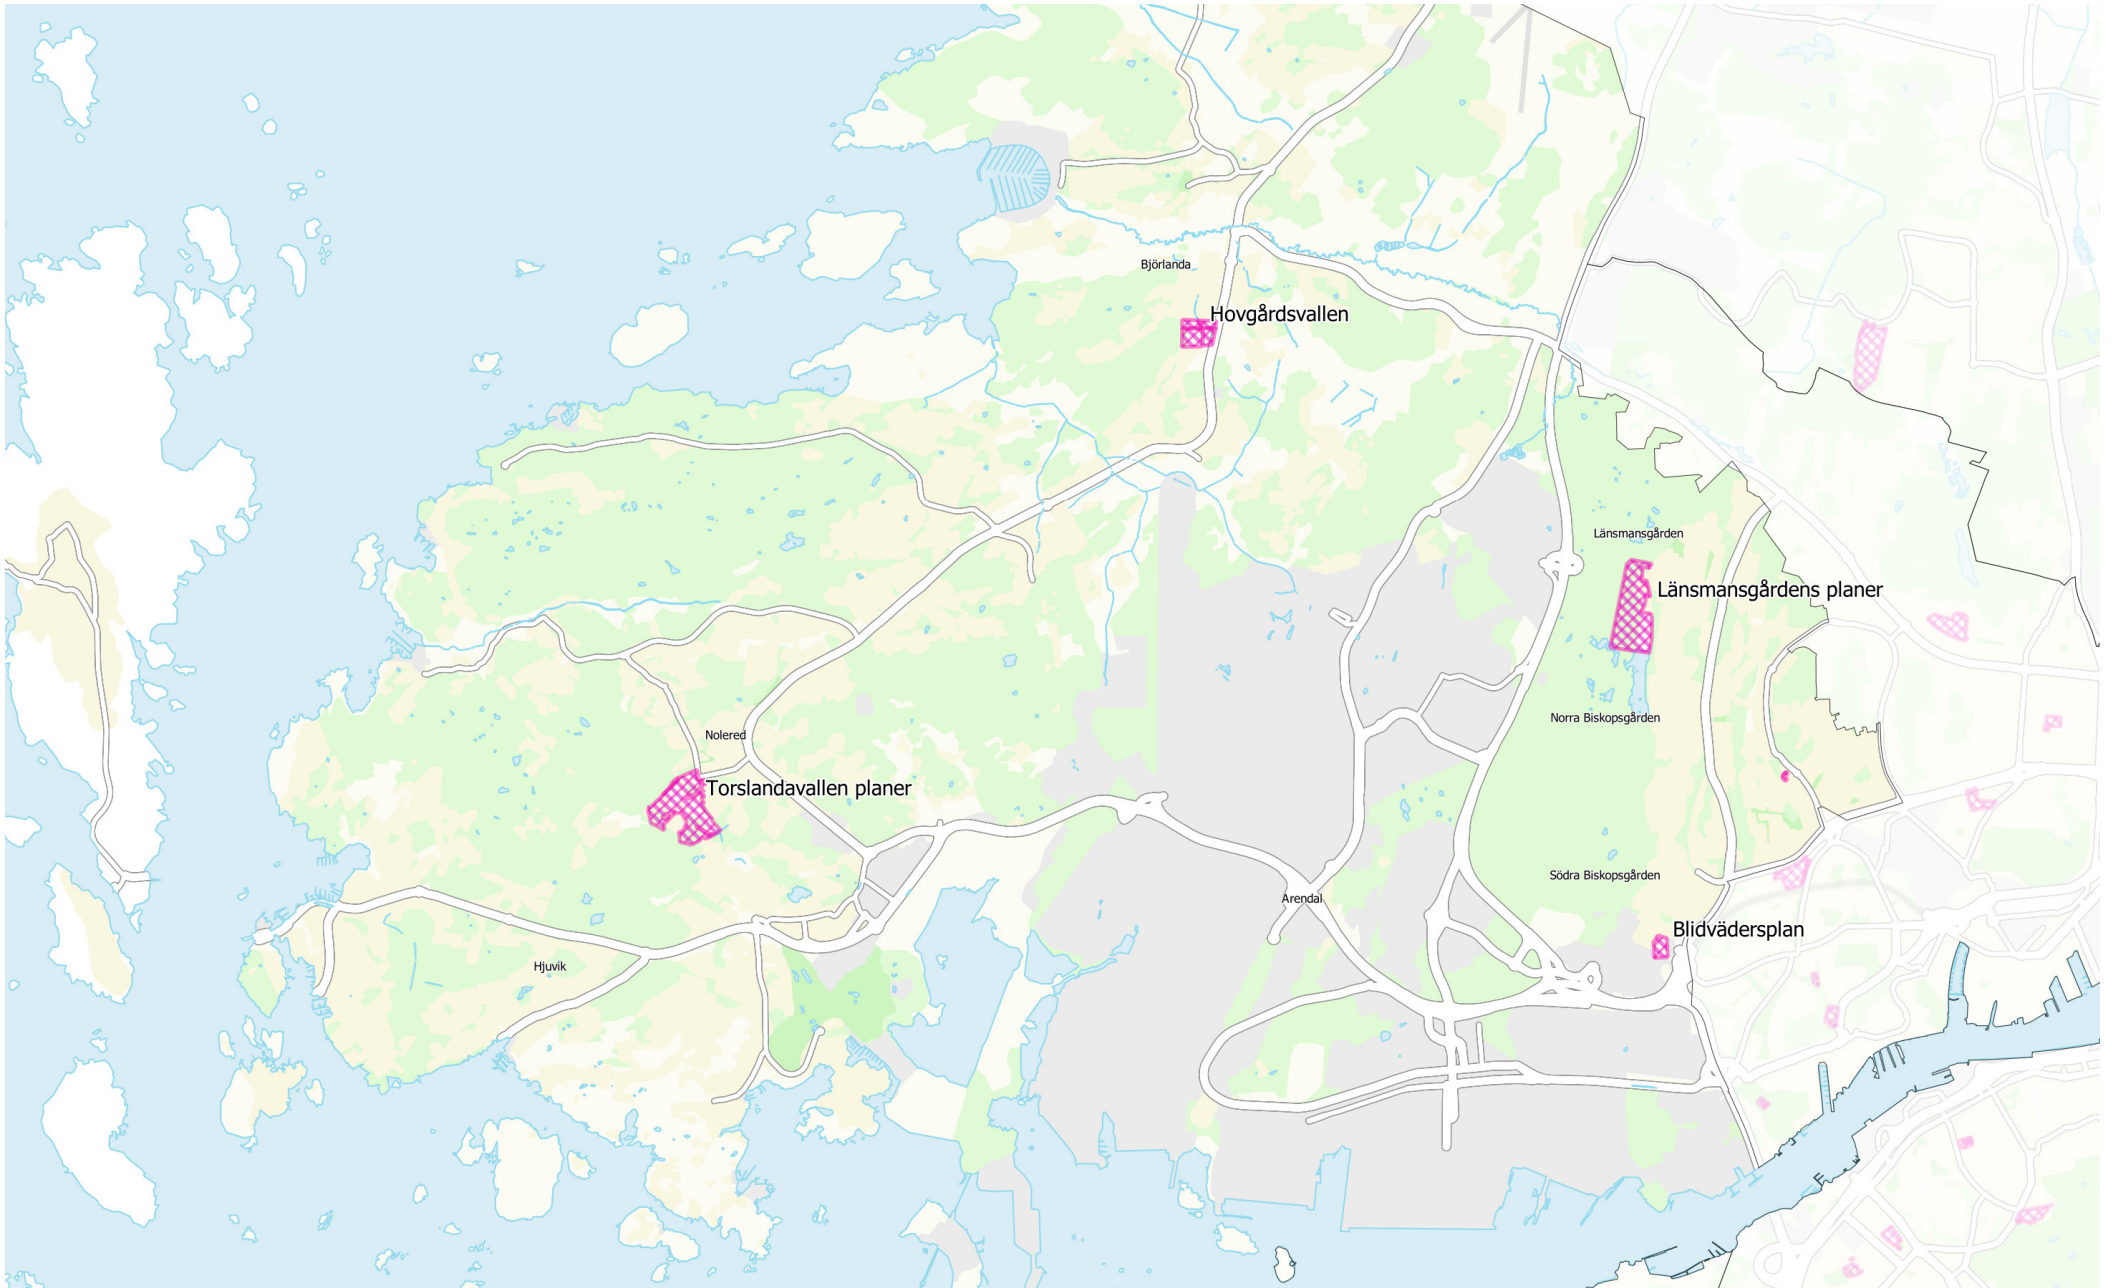 Björlanda
Hovgårdsvallen
Länsmansgården
Länsmansgårdens planer
Norra Biskopsgården
Nolered
Torslandavallen planer
Södra Biskopsgården
Arendal
Blidvädersplan
Hjuvik